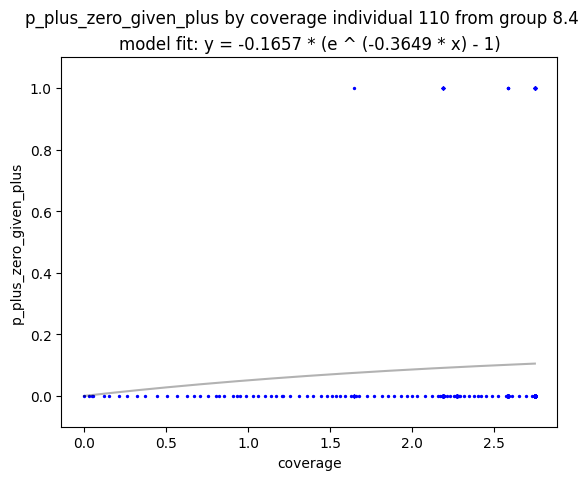 p_plus_zero_given_plus by coverage individual 110 from group 8.4
model fit: y = -0.1657 * (e ^ (-0.3649 * x) - 1)
1.0
0.8
0.6
0.4
0.2
0.0
p_plus_zero_given_plus
0.0 0.5 1.0 1.5 2.0 2.5
coverage